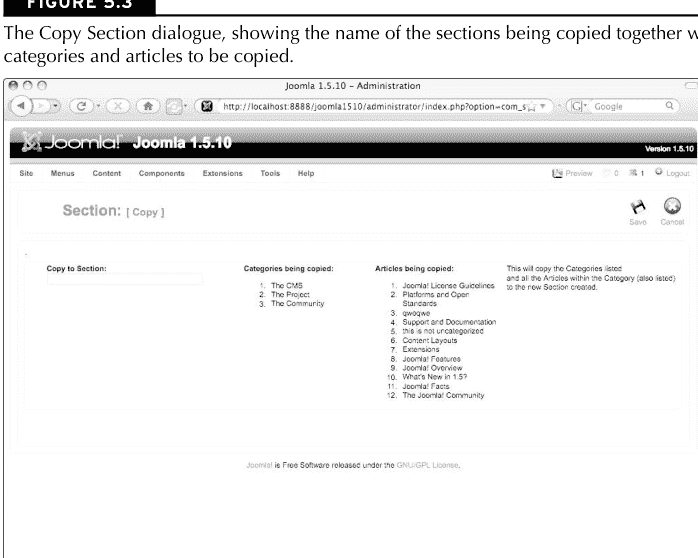 FIGURE 5.3
The Copy Section dialogue, showing the name of the sections being copied together
categories and articles to be copied.
Joomla 1.5.10 – Administration
http://localhost:8888/joomla1510/administrator/index.php?option=com_s
G Google
Joomla! Joomla 1.5.10
Version 1.5.10
Site Menus Content Components Extensions Tools Help Preview 0 1 Logout
Section: [ Copy ]
Save Cancel
Copy to Section:
Categories being copied:
1. The CMS
2. The Project
3. The Community
Articles being copied:
1. Joomla! License Guidelines
2. Platforms and Open
Standards
3. qwoqwe
4. Support and Documentation
5. this is not uncategorized
6. Content Layouts
7. Extensions
8. Joomla! Features
9. Joomla! Overview
10. What's New in 1.5?
11. Joomla! Facts
12. The Joomla! Community
This will copy the Categories listed
and all the Articles within the Category (also listed)
to the new Section created.
Joomla! is Free Software released under the GNU/GPL License.